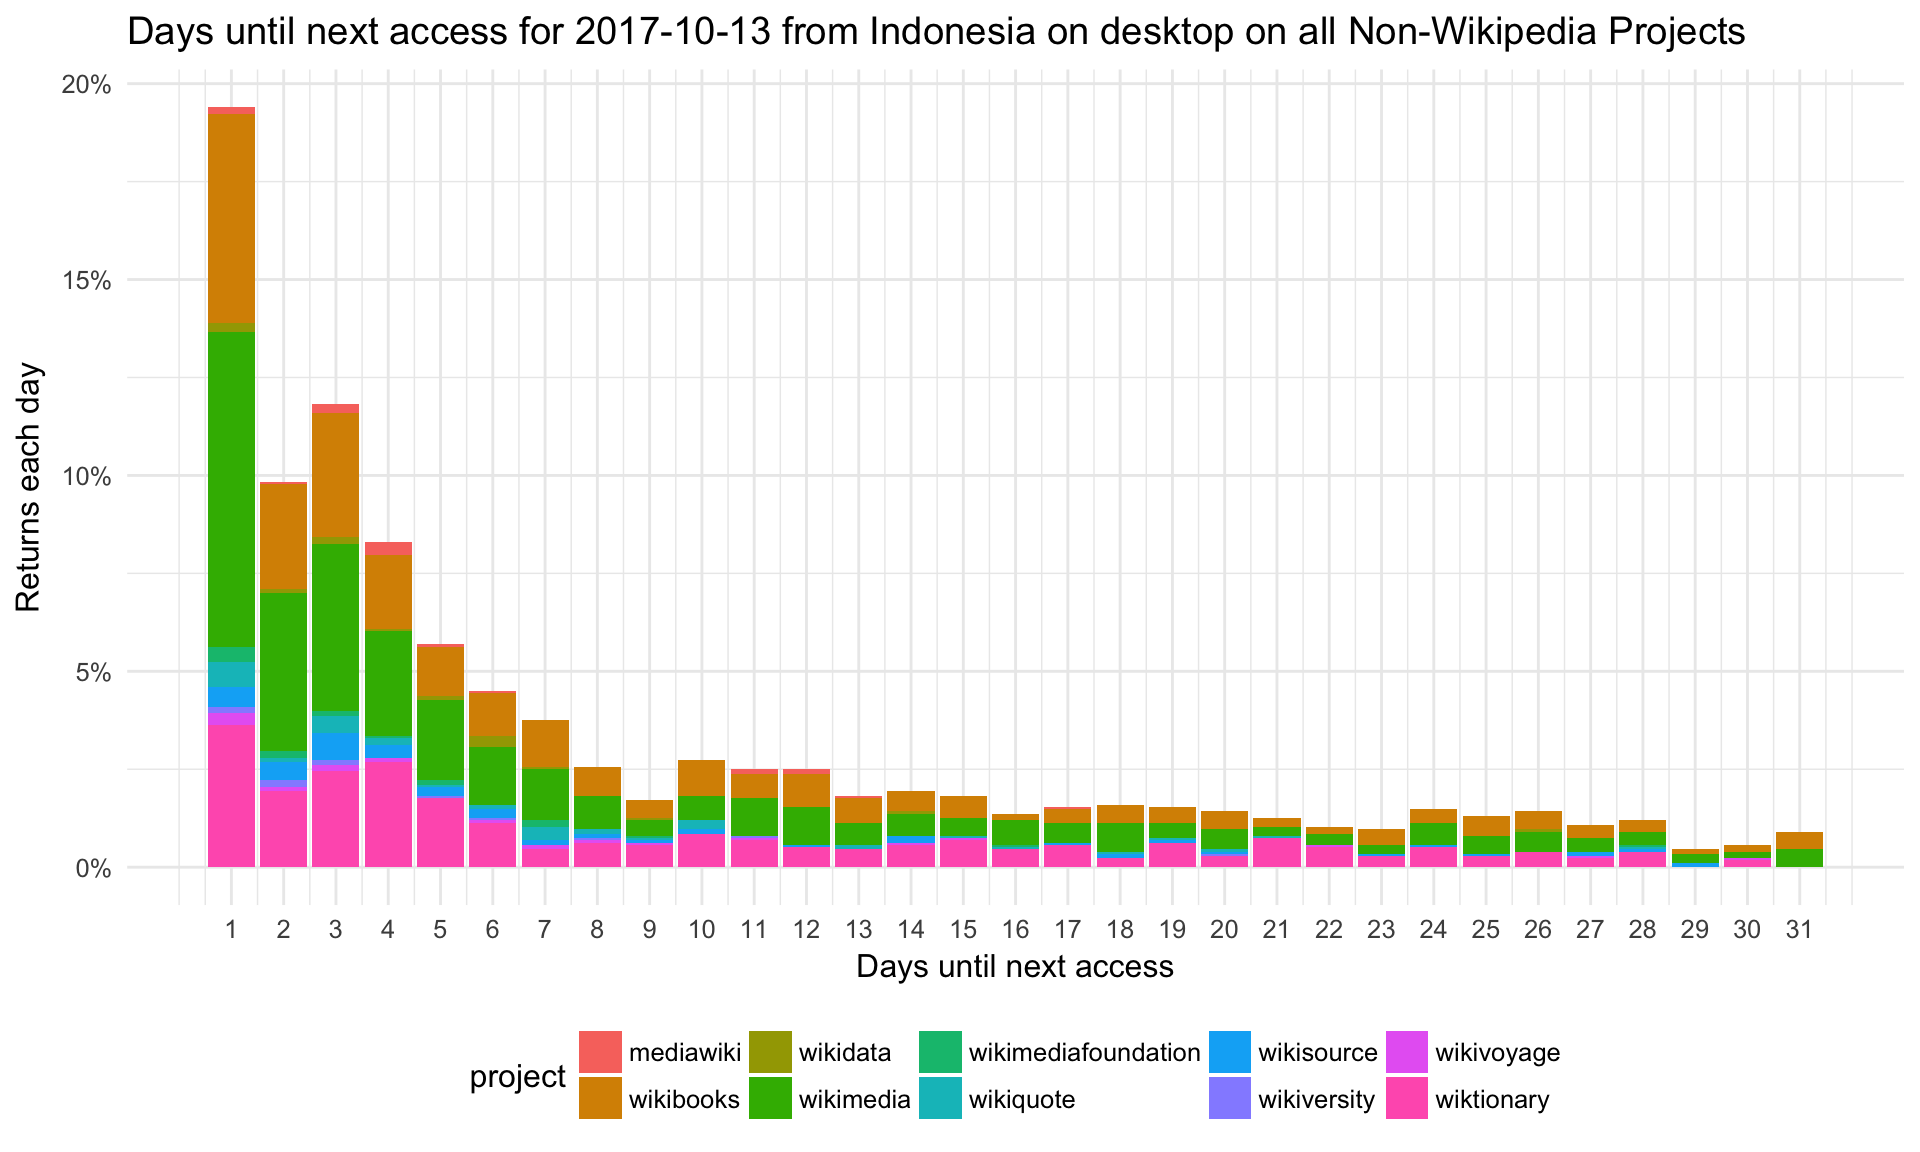 Days until next access for 2017-10-13 from Indonesia on desktop on all Non-Wikipedia Projects
20%
15%
10%
5%
0%
Returns each day
1 2 3 4 5 6 7 8 9 10 11 12 13 14 15 16 17 18 19 20 21 22 23 24 25 26 27 28 29 30 31
Days until next access
project
mediawiki wikidata wikimediafoundation wikisource wikivoyage
wikibooks wikimedia wikiquote wikiversity wiktionary